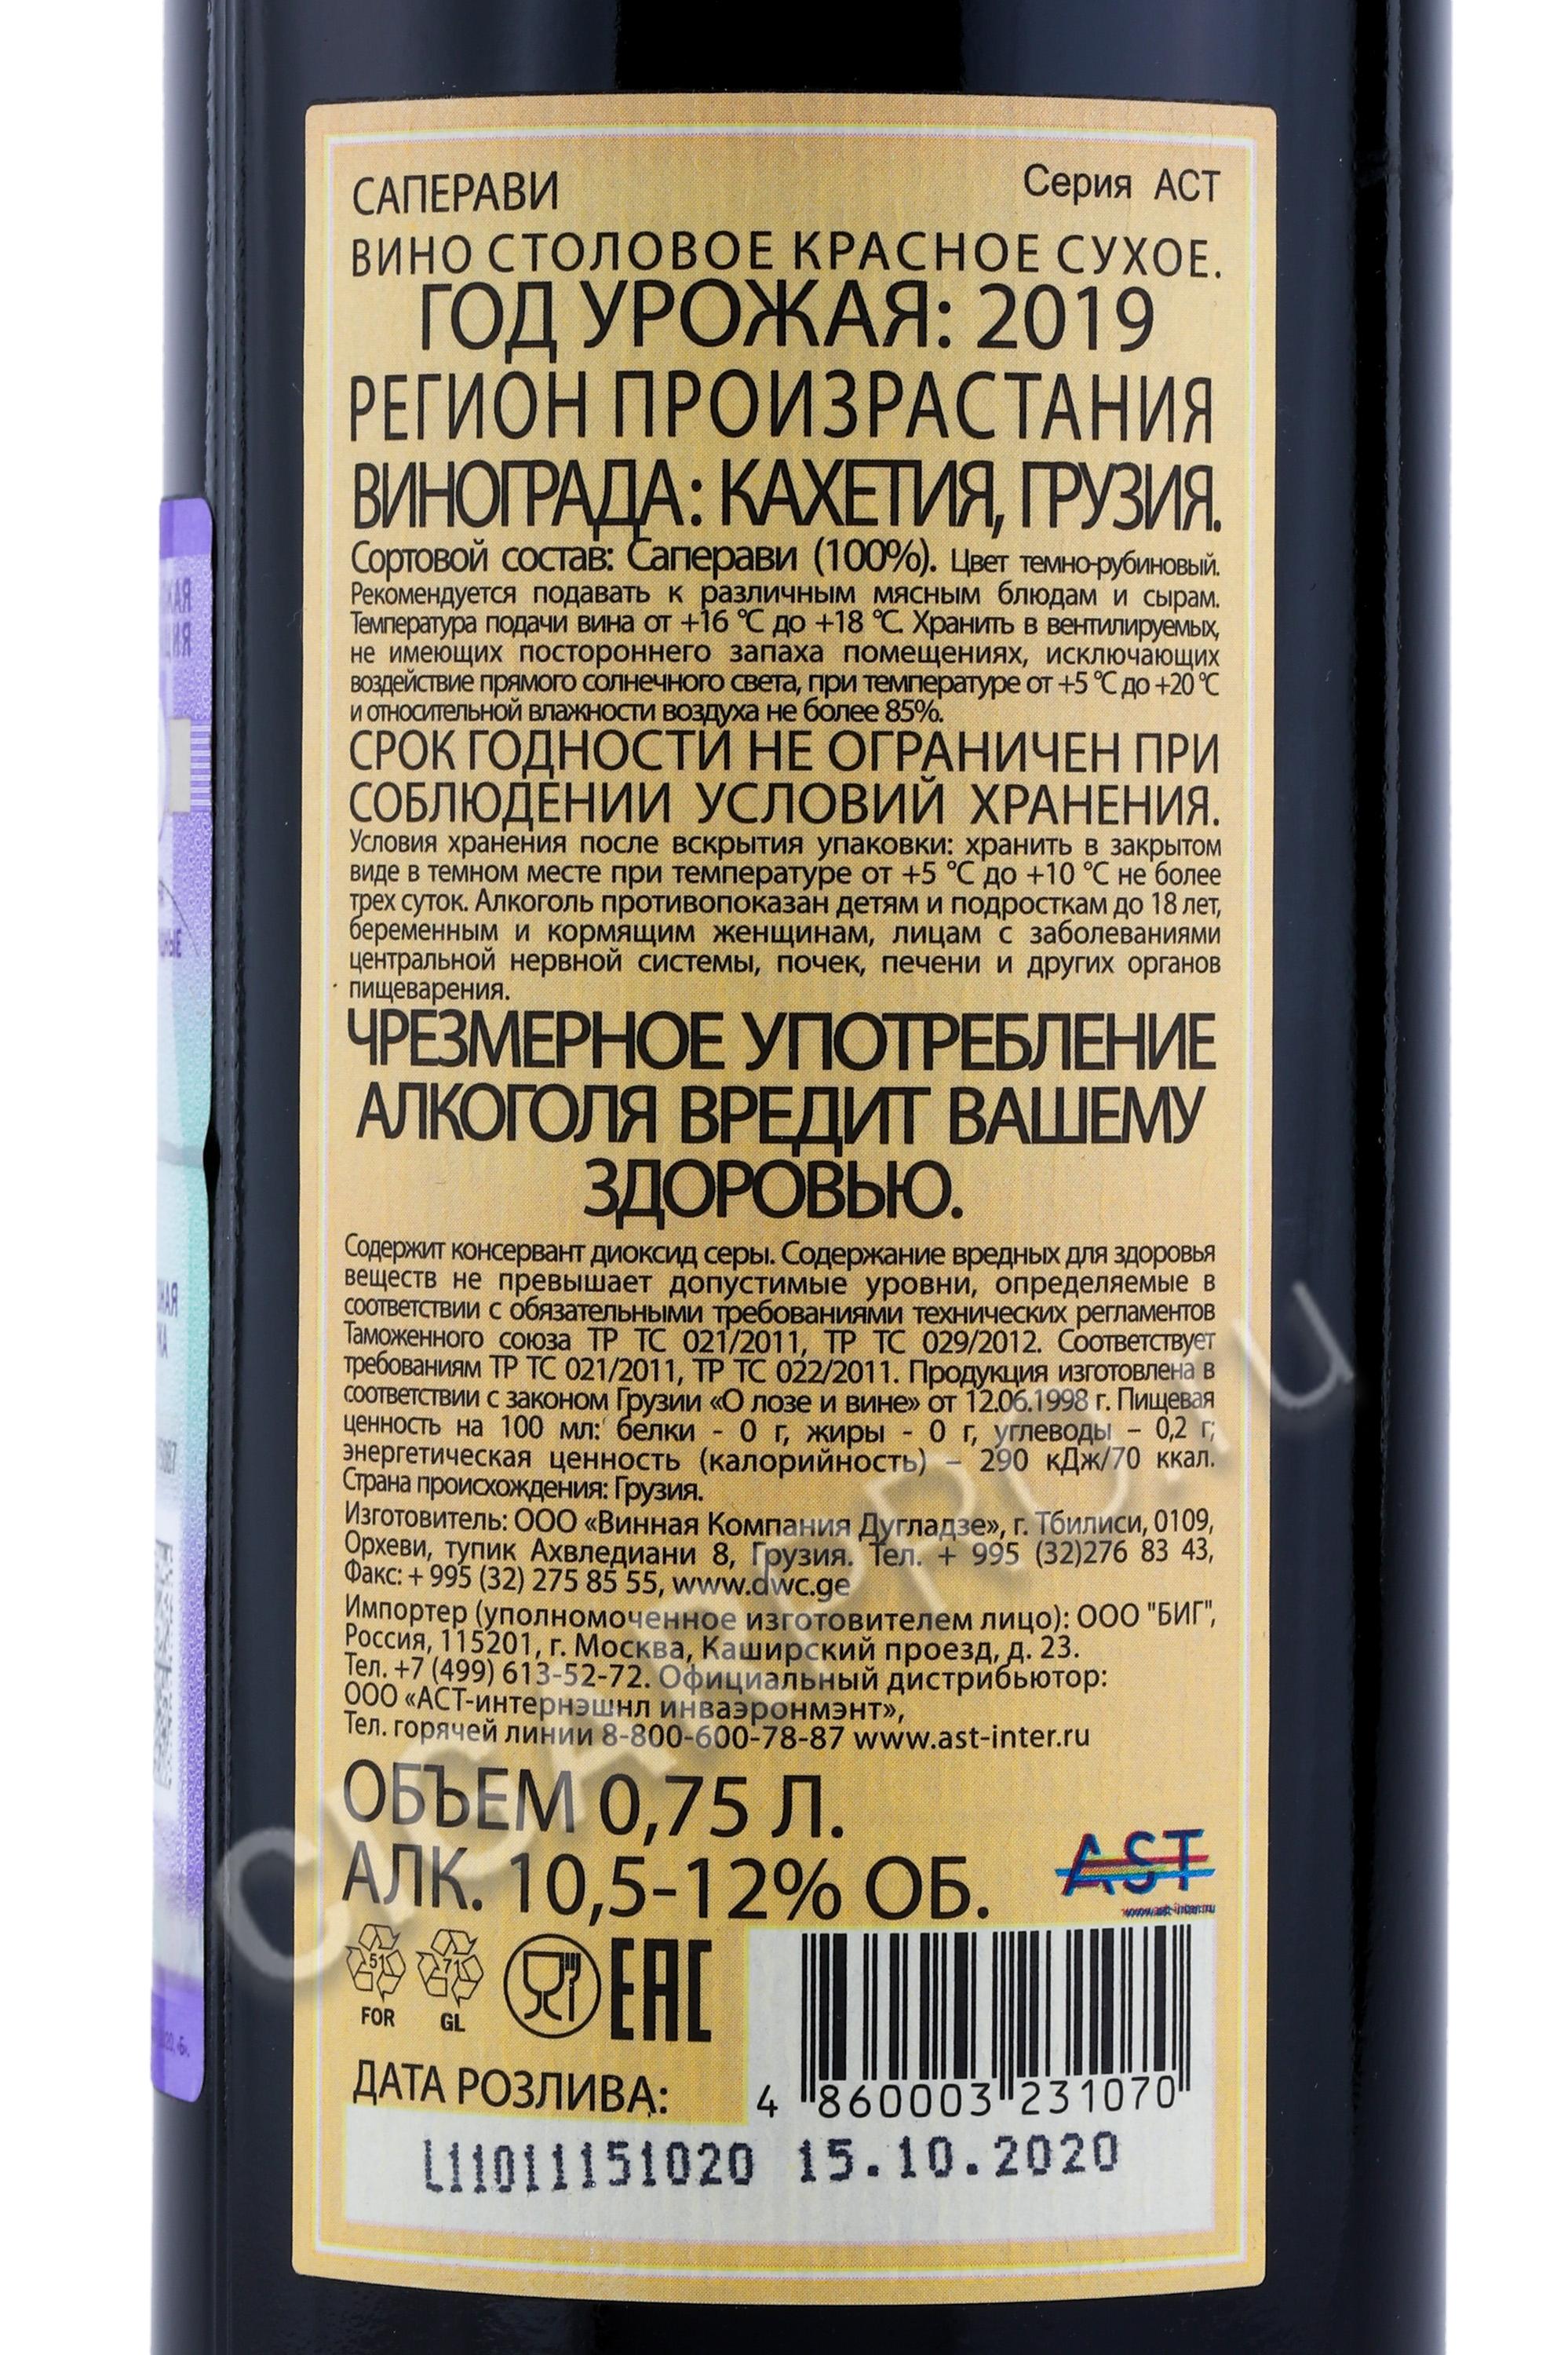 САПЕРАВИ
Серия АСТ
ВИНО СТОЛОВОЕ КРАСНОЕ СУХОЕ.
ГОД УРОЖАЯ: 2019
РЕГИОН ПРОИЗРАСТАНИЯ
ВИНОГРАДА: КАХЕТИЯ, ГРУЗИЯ.
Сортовой состав: Саперави (100%). Цвет темно-рубиновый.
Рекомендуется подавать к различным мясным блюдам и сырам.
Температура подачи вина от +16 °С до +18 °С. Хранить в вентилируемых,
не имеющих постороннего запаха помещениях, исключающих
воздействие прямого солнечного света, при температуре от +5 °С до +20 °С
и относительной влажности воздуха не более 85%.
СРОК ГОДНОСТИ НЕ ОГРАНИЧЕН ПРИ
СОБЛЮДЕНИИ УСЛОВИЙ ХРАНЕНИЯ.
Условия хранения после вскрытия упаковки: хранить в закрытом
виде в темном месте при температуре от +5 °С до +10 °С не более
трех суток. Алкоголь противопоказан детям и подросткам до 18 лет,
беременным и кормящим женщинам, лицам с заболеваниями
центральной нервной системы, почек, печени и других органов
пищеварения.
ЧРЕЗМЕРНОЕ УПОТРЕБЛЕНИЕ
АЛКОГОЛЯ ВРЕДИТ ВАШЕМУ
ЗДОРОВЬЮ.
Содержит консервант диоксид серы. Содержание вредных для здоровья
веществ не превышает допустимые уровни, определяемые в
соответствии с обязательными требованиями технических регламентов
Таможенного союза ТР ТС 021/2011, ТР ТС 029/2012. Соответствует
требованиям ТР ТС 021/2011, ТР ТС 022/2011. Продукция изготовлена в
соответствии с законом Грузии «О лозе и вине» от 12.06.1998 г. Пищевая
ценность на 100 мл: белки - 0 г, жиры - 0 г, углеводы – 0,2 г;
энергетическая ценность (калорийность) – 290 кДж/70 ккал.
Страна происхождения: Грузия.
Изготовитель: ООО «Винная Компания Дугладзе», г. Тбилиси, 0109,
Орхеви, тупик Ахвледиани 8, Грузия. Тел. + 995 (32)276 83 43,
Факс: + 995 (32) 275 85 55, www.dwc.ge
Импортер (уполномоченное изготовителем лицо): ООО "БИГ",
Россия, 115201, г. Москва, Каширский проезд, д. 23.
Тел. +7 (499) 613-52-72. Официальный дистрибьютор:
ООО «АСТ-интернэшнл инваэронмэнт»,
Тел. горячей линии 8-800-600-78-87 www.ast-inter.ru
ОБЪЕМ 0,75 Л.
АЛК. 10,5-12% ОБ.
AST
www.ast-inter.ru
51 71
FOR GL
EAC
ДАТА РОЗЛИВА:
4 860003 231070
L11011151020 15.10.2020
CIGARPRO.ru